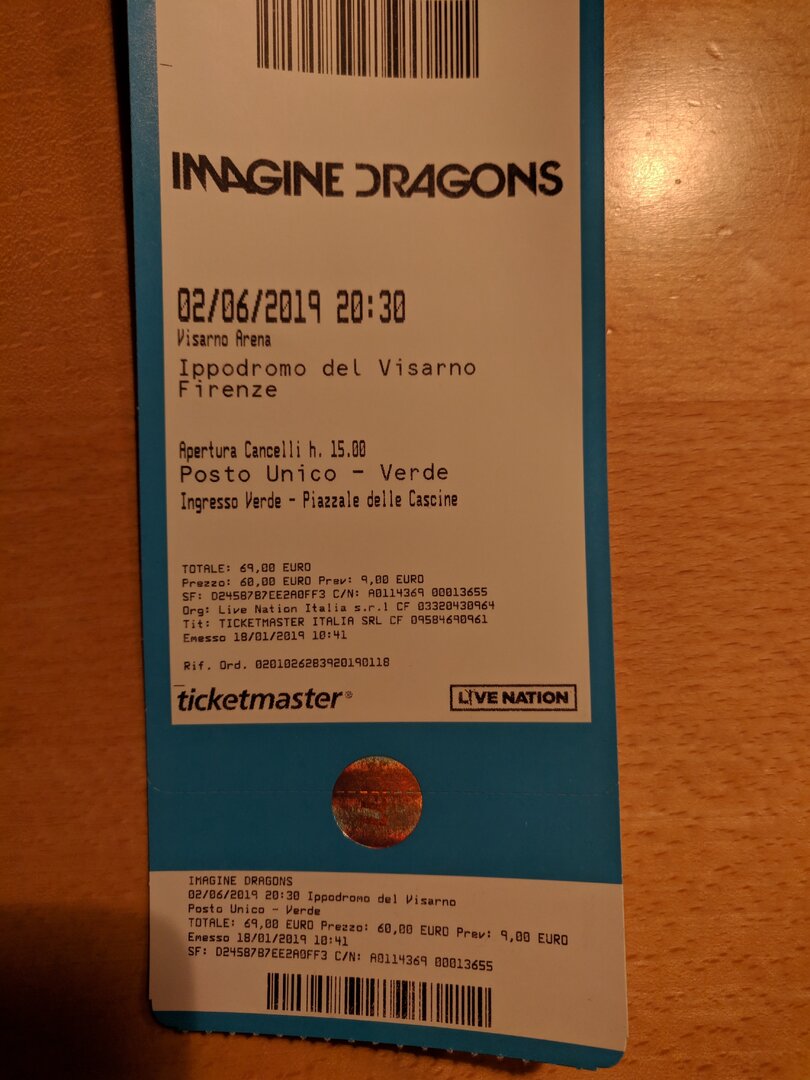 IMAGINE DRAGONS
02/06/2019 20:30
Visarno Arena
Ippodromo del Visarno
Firenze
Apertura Cancelli h. 15.00
Posto Unico - Verde
Ingresso Verde - Piazzale delle Cascine
TOTALE: 69,00 EURO
Prezzo: 60,00 EURO Prev: 9,00 EURO
SF: D24587B7EE2A0FF3 C/N: A0114369 00013655
Org: Live Nation Italia s.r.l CF 03320430964
Tit: TICKETMASTER ITALIA SRL CF 09584690961
Emesso 18/01/2019 10:41
Rif. Ord. 0201026283920190118
ticketmaster®
LIVE NATION
IMAGINE DRAGONS
02/06/2019 20:30 Ippodromo del Visarno
Posto Unico - Verde
TOTALE: 69,00 EURO Prezzo: 60,00 EURO Prev: 9,00 EURO
Emesso 18/01/2019 10:41
SF: D24587B7EE2A0FF3 C/N: A0114369 00013655